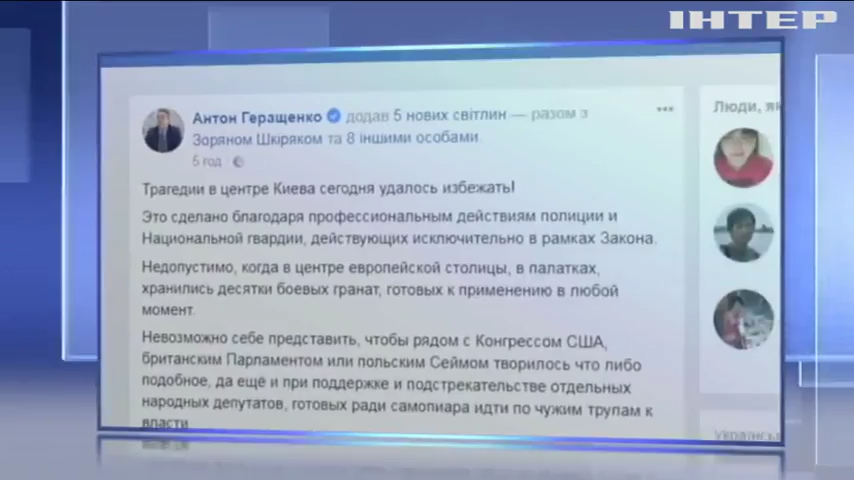 ІНТЕР
Антон Геращенко додав 5 нових світлин — разом з
Зоряном Шкіряком та 8 іншими особами.
5 год
Люди, як
Трагедии в центре Киева сегодня удалось избежать!
Это сделано благодаря профессиональным действиям полиции и
Национальной гвардии, действующих исключительно в рамках Закона.
Недопустимо, когда в центре европейской столицы, в палатках,
хранились десятки боевых гранат, готовых к применению в любой
момент.
Невозможно себе представить, чтобы рядом с Конгрессом США,
британским Парламентом или польским Сеймом творилось что либо
подобное, да ещё и при поддержке и подстрекательстве отдельных
народных депутатов, готовых ради самопиара идти по чужим трупам к
власти